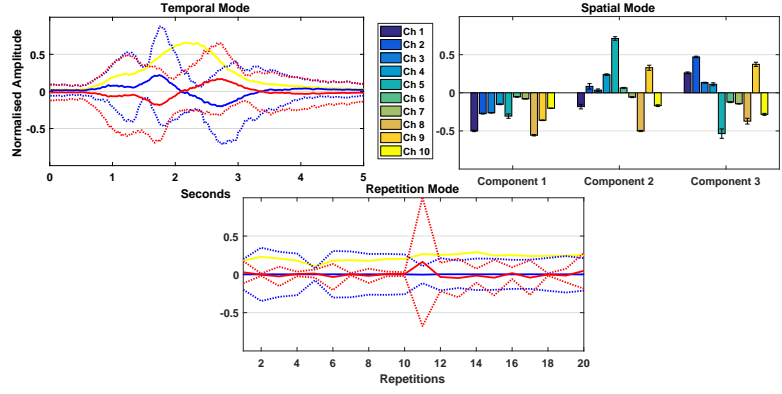 Temporal Mode
Normalised Amplitude
0.5
0
-0.5
0
1
2
3
4
5
Seconds
Ch 1
Ch 2
Ch 3
Ch 4
Ch 5
Ch 6
Ch 7
Ch 8
Ch 9
Ch 10
Spatial Mode
0.5
0
-0.5
Component 1
Component 2
Component 3
Repetition Mode
0.5
0
-0.5
2
4
6
8
10
12
14
16
18
20
Repetitions